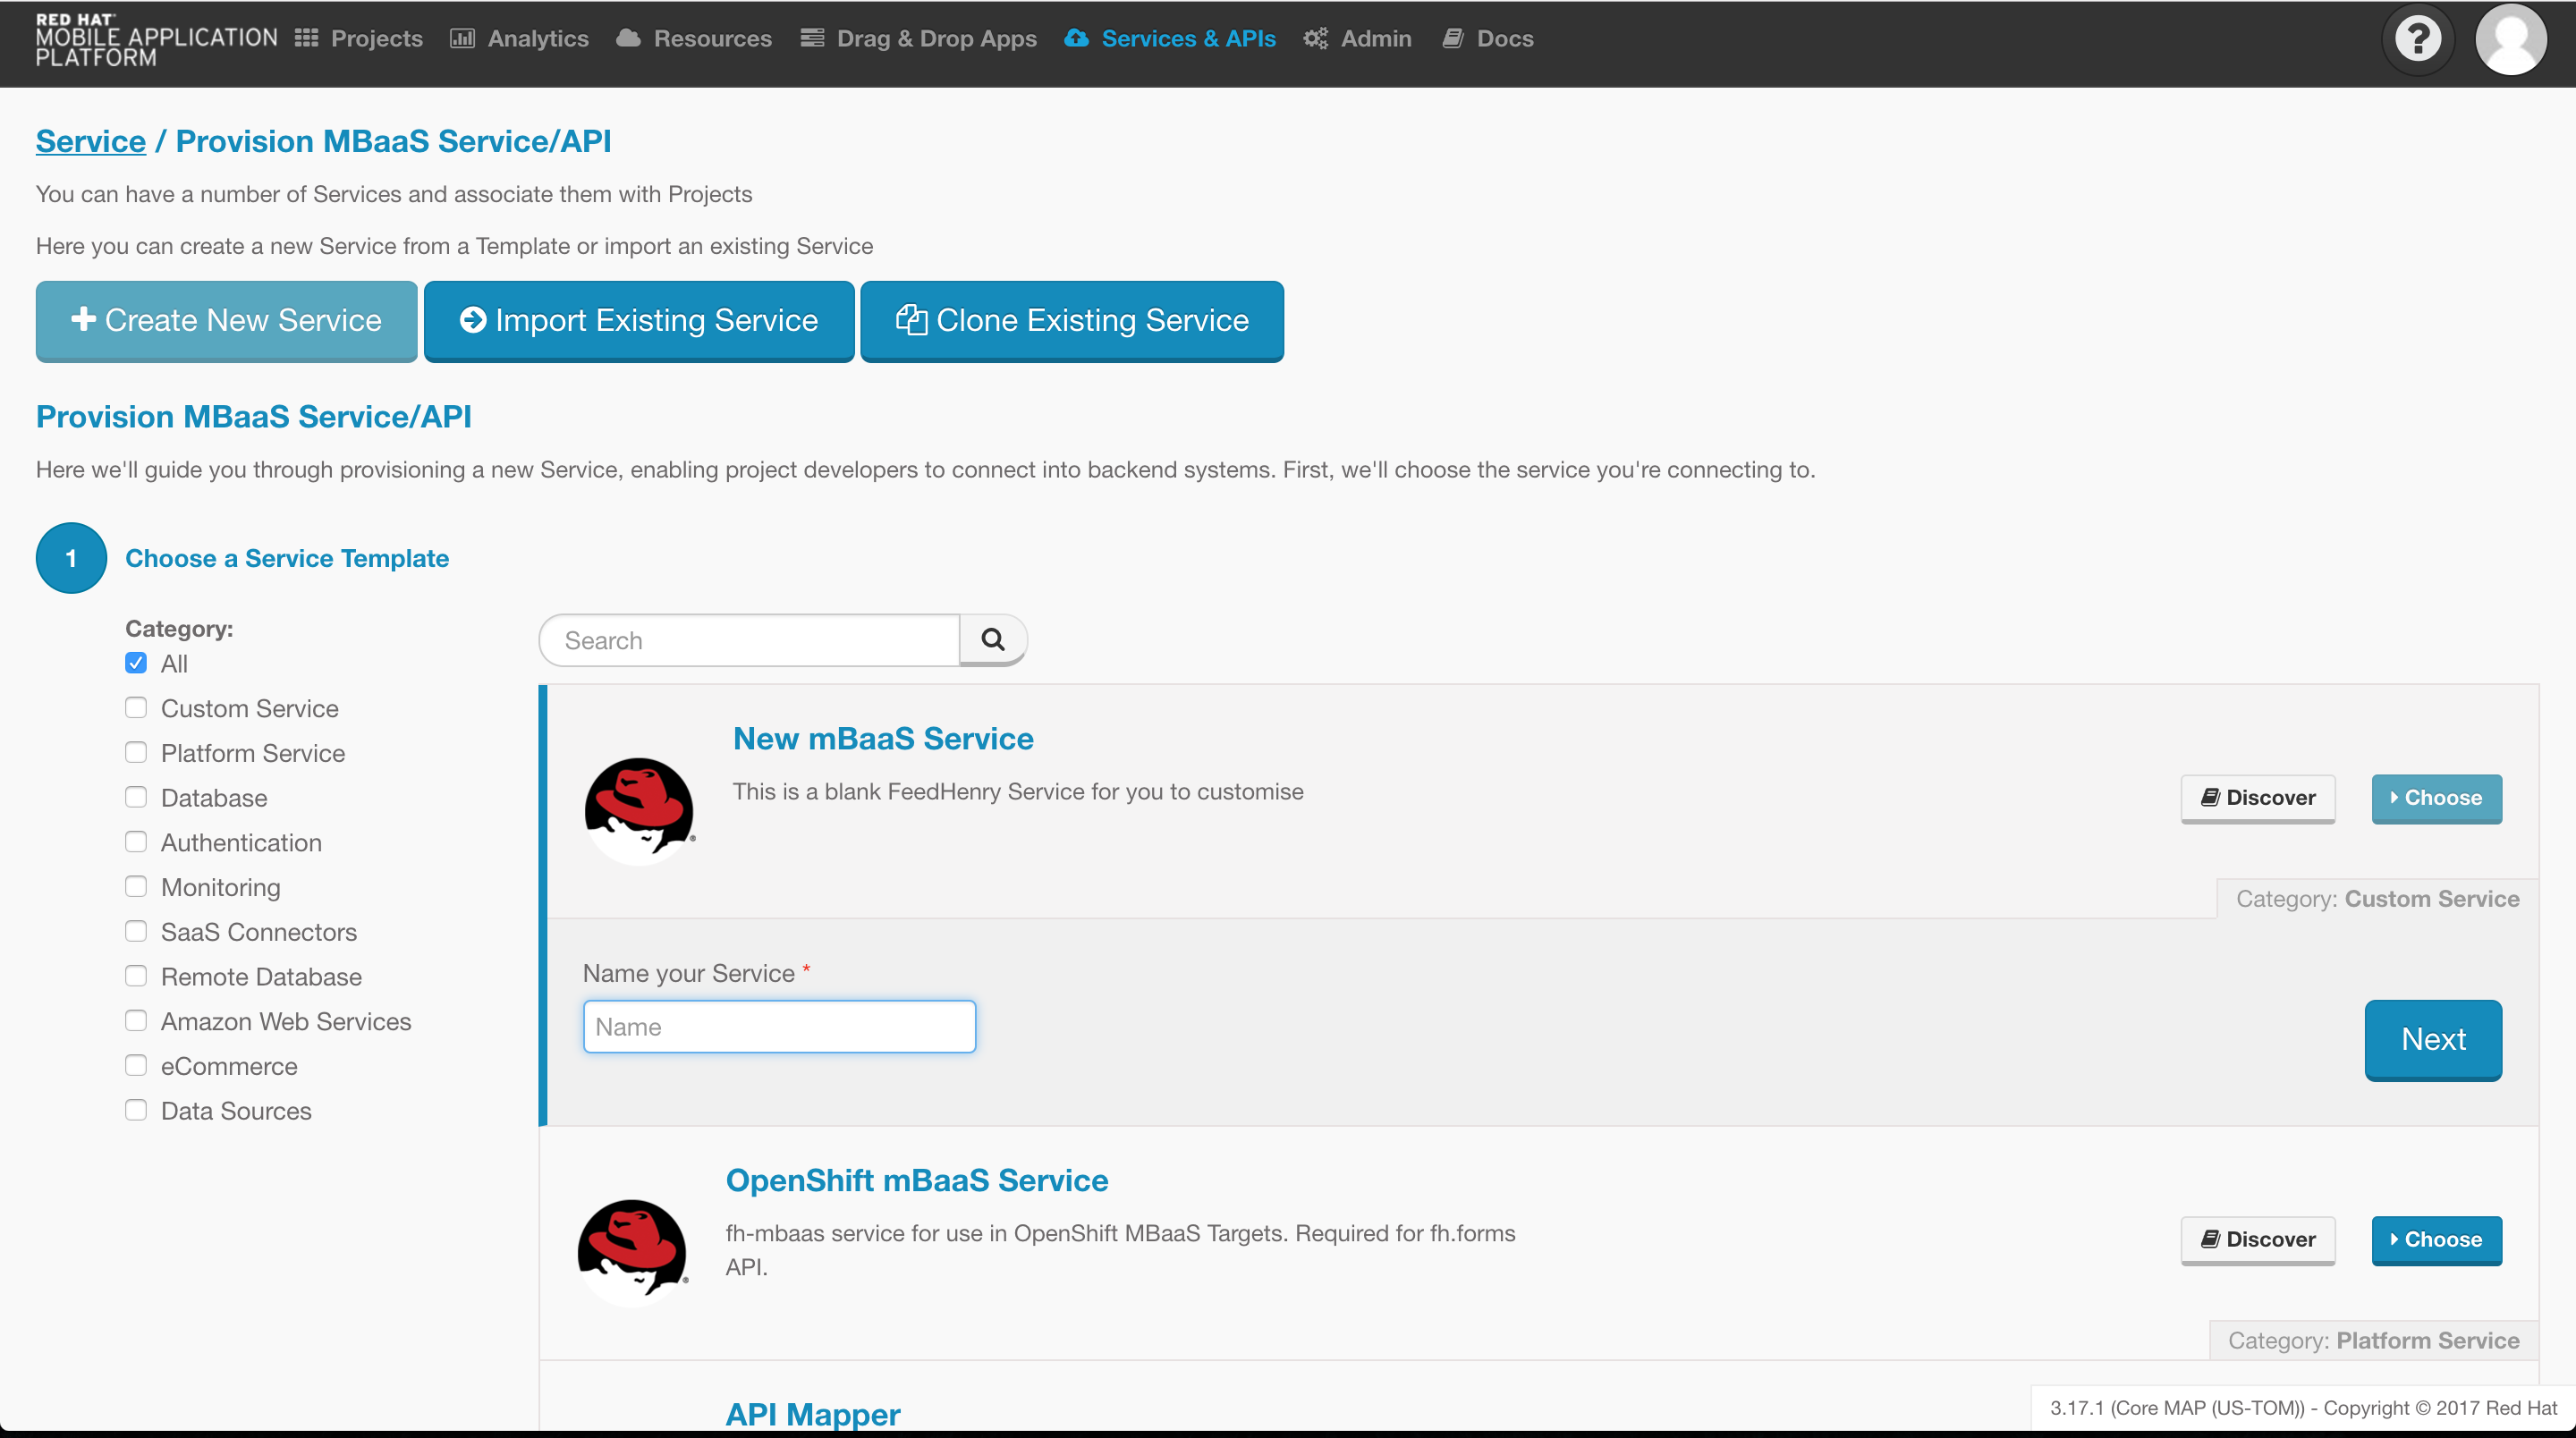 RED HAT
MOBILE APPLICATION
PLATFORM
Projects
Analytics
Resources
Drag & Drop Apps
Services & APIs
Admin
Docs
?
Service / Provision MBaaS Service/API
You can have a number of Services and associate them with Projects
Here you can create a new Service from a Template or import an existing Service
Create New Service
Import Existing Service
Clone Existing Service
Provision MBaaS Service/API
Here we'll guide you through provisioning a new Service, enabling project developers to connect into backend systems. First, we'll choose the service you're connecting to.
1
Choose a Service Template
Category:
All
Custom Service
Platform Service
Database
Authentication
Monitoring
SaaS Connectors
Remote Database
Amazon Web Services
eCommerce
Data Sources
Search
New mBaaS Service
This is a blank FeedHenry Service for you to customise
Discover
Choose
Category: Custom Service
Name your Service *
Name
Next
OpenShift mBaaS Service
fh-mbaas service for use in OpenShift MBaaS Targets. Required for fh.forms
API.
Discover
Choose
Category: Platform Service
API Mapper
3.17.1 (Core MAP (US-TOM)) - Copyright © 2017 Red Hat